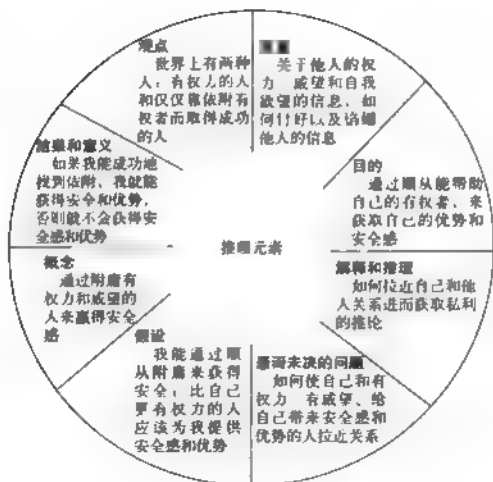 观点
世界上有两种
人：有权力的人
和仅仅靠依附有
权者而取得成功
的人
关于他人的权
力 威望和自我
欲望的信息，如
何讨好以及谄媚
他人的信息
目的
通过顺从能帮助
自己的有权者，来
获取自己的优势和
安全感
解释和推理
如何拉近自己和他
人关系进而获取私利
的推论
悬而未决的问题
如何使自己和有
权力 有威望、给
自己带来安全感和
优势的人拉近关系
假设
我能通过顺
从附庸来获得
安全；比自己
更有权力的人
应该为我提供
安全感和优势
概念
通过附庸有
权力和威望的
人来赢得安全
感
结果和意义
如果我能成功地
找到依附，我就能
获得安全和优势，
否则就不会获得安
全感和优势
推理元素